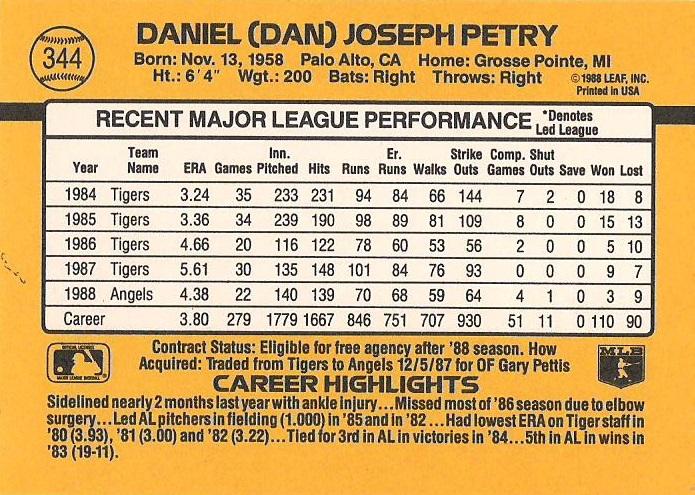 344
DANIEL (DAN) JOSEPH PETRY
Born: Nov. 13, 1958 Palo Alto, CA Home: Grosse Pointe, MI
Ht.: 6'4" Wgt.: 200 Bats: Right Throws: Right
©1988 LEAF, INC.
Printed in USA
RECENT MAJOR LEAGUE PERFORMANCE *Denotes Led League
Year Team Name ERA Games Inn. Pitched Hits Runs Er. Runs Walks Strike Outs Comp. Games Shut Outs Save Won Lost
1984 Tigers 3.24 35 233 231 94 84 66 144 7 2 0 18 8
1985 Tigers 3.36 34 239 190 98 89 81 109 8 0 0 15 13
1986 Tigers 4.66 20 116 122 78 60 53 56 2 0 0 5 10
1987 Tigers 5.61 30 135 148 101 84 76 93 0 0 0 9 7
1988 Angels 4.38 22 140 139 70 68 59 64 4 1 0 3 9
Career 3.80 279 1779 1667 846 751 707 930 51 11 0 110 90
Contract Status: Eligible for free agency after '88 season. How
Acquired: Traded from Tigers to Angels 12/5/87 for OF Gary Pettis
OFFICIAL LICENSEE
MAJOR LEAGUE BASEBALL
MLB
CAREER HIGHLIGHTS
Sidelined nearly 2 months last year with ankle injury...Missed most of '86 season due to elbow
surgery...Led AL pitchers in fielding (1.000) in '85 and in '82...Had lowest ERA on Tiger staff in
'80 (3.93), '81 (3.00) and '82 (3.22)...Tied for 3rd in AL in victories in '84...5th in AL in wins in
'83 (19-11).